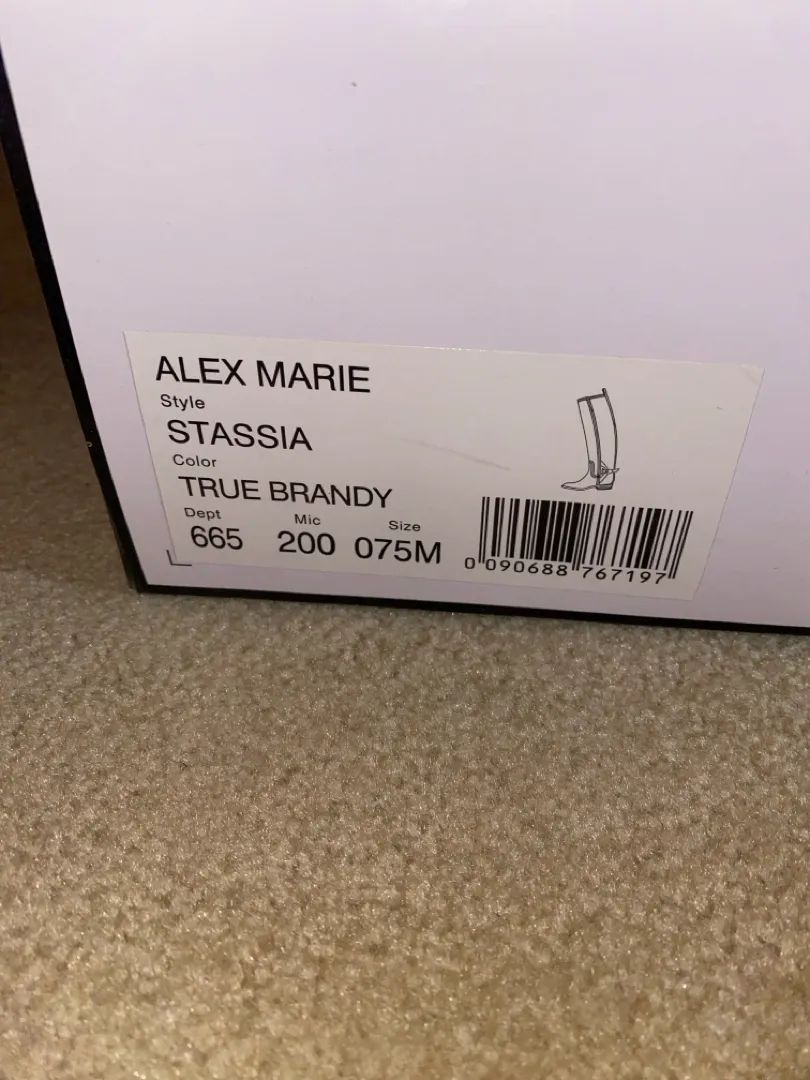 ALEX MARIE
Style
STASSIA
Color
TRUE BRANDY
Dept Mic Size
665 200 075M
0 090688 767197